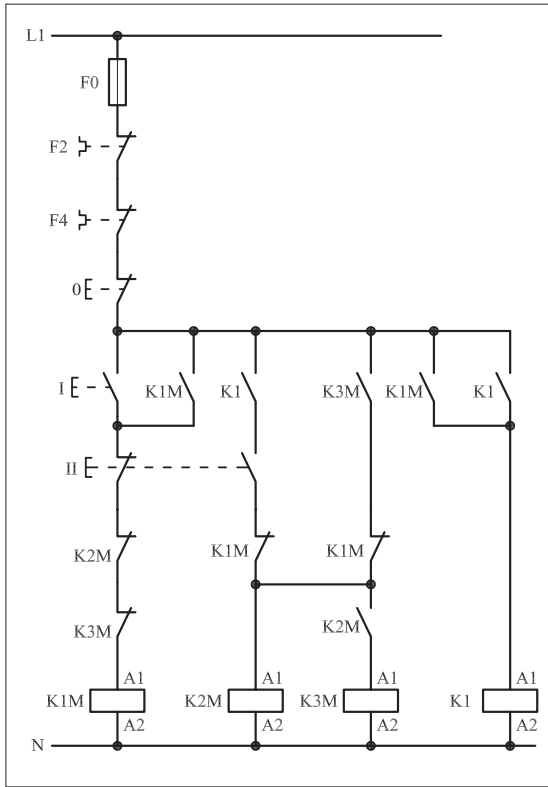 L1
F0
F2
F4
0
I K1M K1 K3M K1M K1
II
K2M K1M K1M
K3M K2M
A1 A1 A1 A1
K1M K2M K3M K1
A2 A2 A2 A2
N